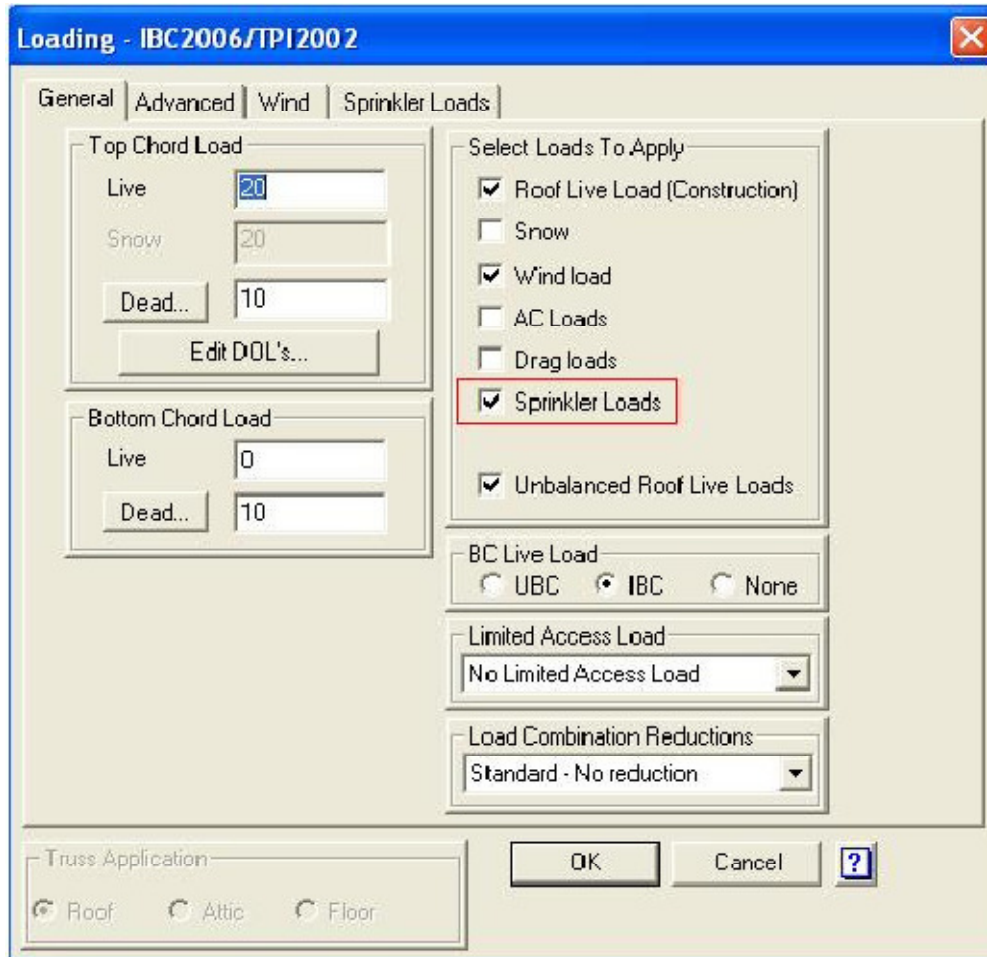 Loading - IBC2006/TPI2002
General Advanced Wind Sprinkler Loads
Top Chord Load
Live 20
Snow 20
Dead... 10
Edit DOL's...
Bottom Chord Load
Live 0
Dead... 10
Select Loads To Apply
Roof Live Load (Construction)
Snow
Wind load
AC Loads
Drag loads
Sprinkler Loads
Unbalanced Roof Live Loads
BC Live Load
UBC IBC None
Limited Access Load
No Limited Access Load
Load Combination Reductions
Standard - No reduction
Truss Application
Roof Attic Floor
OK Cancel ?